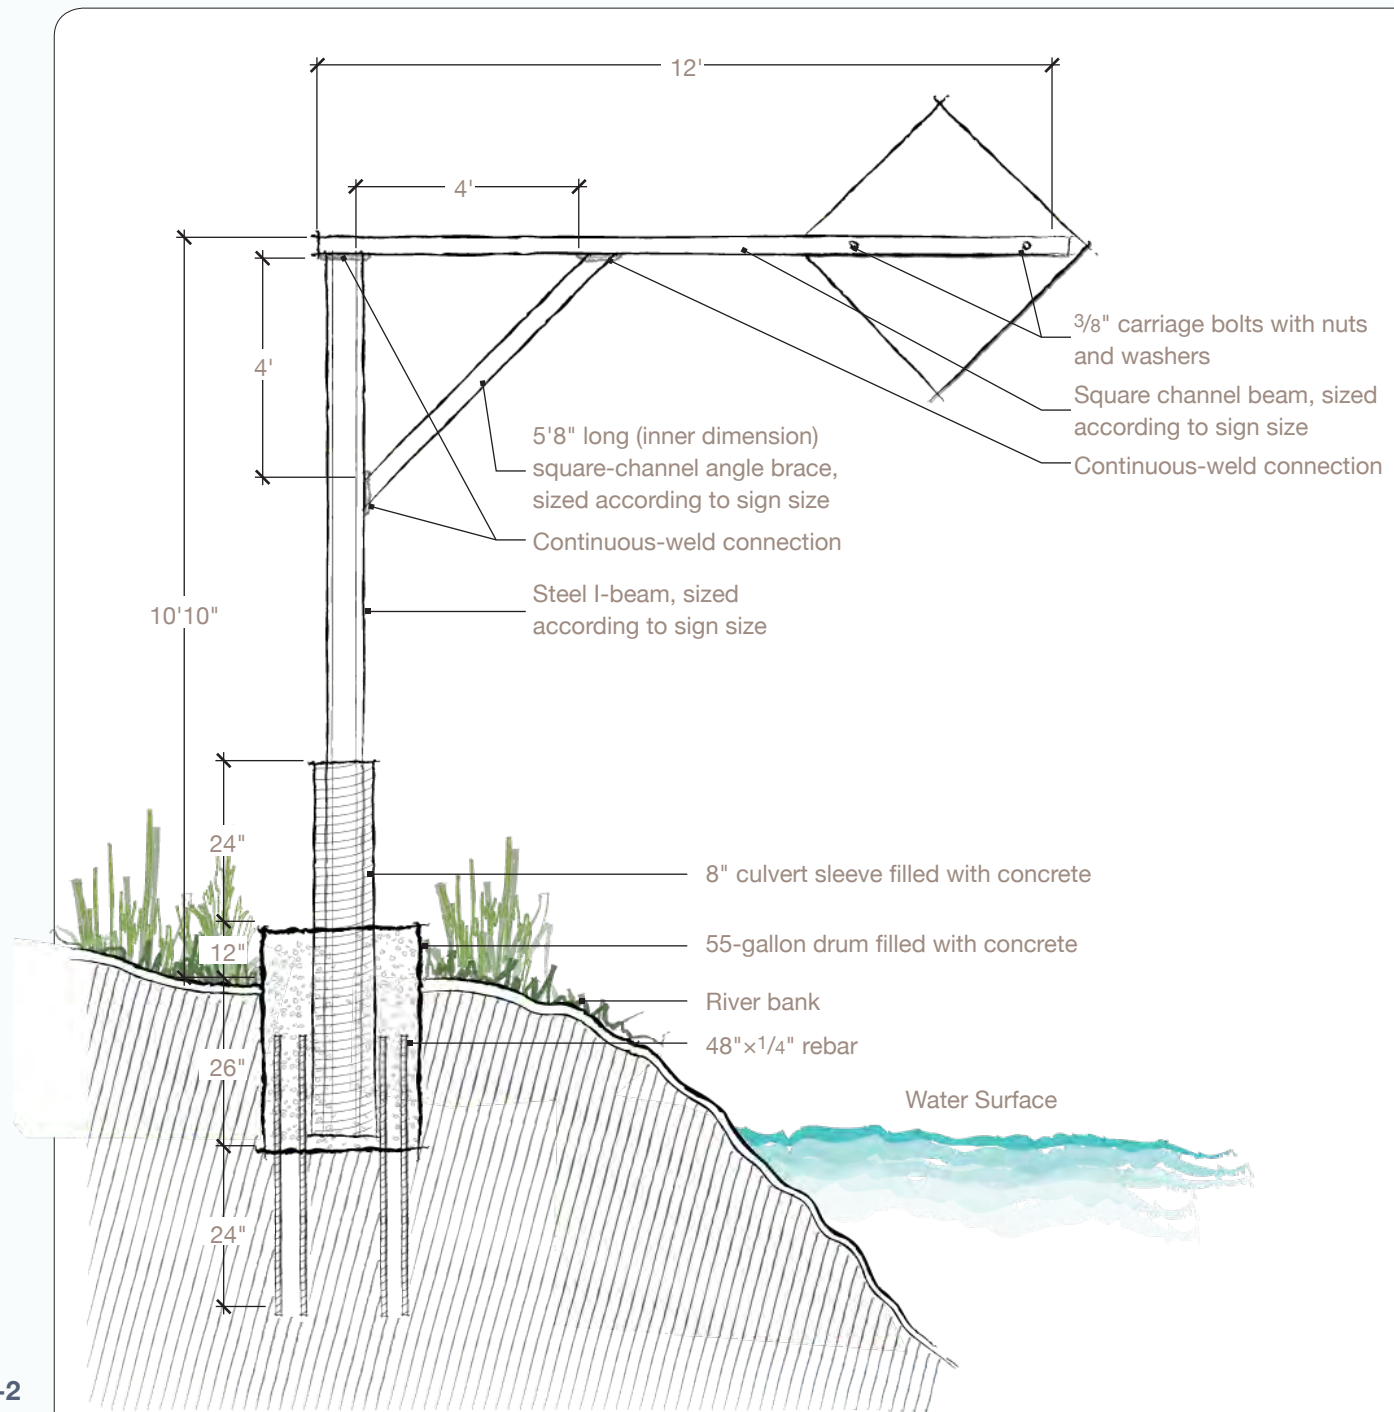 12'
4'
4'
3/8" carriage bolts with nuts
and washers
Square channel beam, sized
according to sign size
Continuous-weld connection
5'8" long (inner dimension)
square-channel angle brace,
sized according to sign size
Continuous-weld connection
Steel I-beam, sized
according to sign size
10'10"
24"
8" culvert sleeve filled with concrete
12"
55-gallon drum filled with concrete
River bank
48"×1/4" rebar
26"
Water Surface
24"
-2